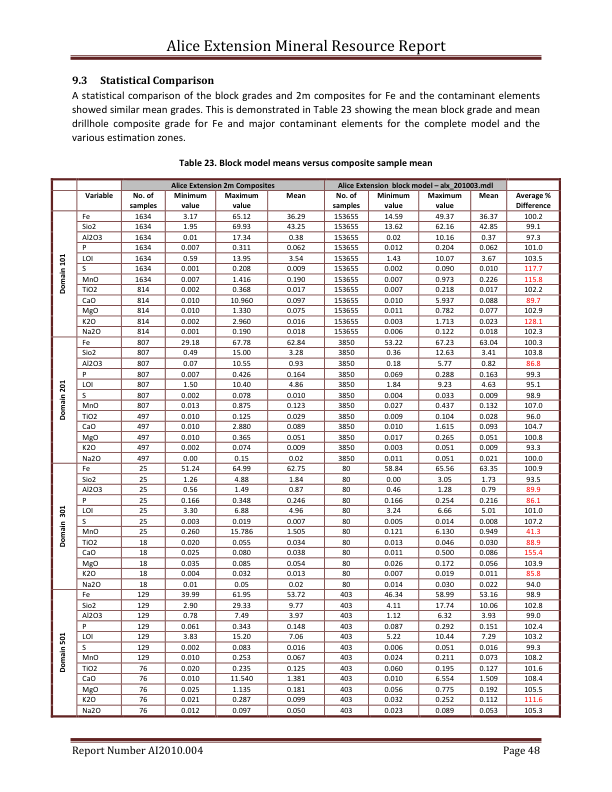 Alice Extension Mineral Resource Report
9.3 Statistical Comparison
A statistical comparison of the block grades and 2m composites for Fe and the contaminant elements
showed similar mean grades. This is demonstrated in Table 23 showing the mean block grade and mean
drillhole composite grade for Fe and major contaminant elements for the complete model and the
various estimation zones.
Table 23. Block model means versus composite sample mean
Alice Extension 2m Composites Alice Extension block model – alx_201003.mdl
Variable No. of Minimum Maximum Mean No. of Minimum Maximum Mean Average %
samples value value samples value value Difference
Domain 101
Fe 1634 3.17 65.12 36.29 153655 14.59 49.37 36.37 100.2
Sio2 1634 1.95 69.93 43.25 153655 13.62 62.16 42.85 99.1
Al2O3 1634 0.01 17.34 0.38 153655 0.02 10.16 0.37 97.3
P 1634 0.007 0.311 0.062 153655 0.012 0.204 0.062 101.0
LOI 1634 0.59 13.95 3.54 153655 1.43 10.07 3.67 103.5
S 1634 0.001 0.208 0.009 153655 0.002 0.090 0.010 117.7
MnO 1634 0.007 1.416 0.190 153655 0.007 0.973 0.226 115.8
TiO2 814 0.002 0.368 0.017 153655 0.007 0.218 0.017 102.2
CaO 814 0.010 10.960 0.097 153655 0.010 5.937 0.088 89.7
MgO 814 0.010 1.330 0.075 153655 0.011 0.782 0.077 102.9
K2O 814 0.002 2.960 0.016 153655 0.003 1.713 0.023 128.1
Na2O 814 0.001 0.190 0.018 153655 0.006 0.122 0.018 102.3
Domain 201
Fe 807 29.18 67.78 62.84 3850 53.22 67.23 63.04 100.3
Sio2 807 0.49 15.00 3.28 3850 0.36 12.63 3.41 103.8
Al2O3 807 0.07 10.55 0.93 3850 0.18 5.77 0.82 86.8
P 807 0.007 0.426 0.164 3850 0.069 0.288 0.163 99.3
LOI 807 1.50 10.40 4.86 3850 1.84 9.23 4.63 95.1
S 807 0.002 0.078 0.010 3850 0.004 0.033 0.009 98.9
MnO 807 0.013 0.875 0.123 3850 0.027 0.437 0.132 107.0
TiO2 497 0.010 0.125 0.029 3850 0.009 0.104 0.028 96.0
CaO 497 0.010 2.880 0.089 3850 0.010 1.615 0.093 104.7
MgO 497 0.010 0.365 0.051 3850 0.017 0.251 0.051 100.8
K2O 497 0.002 0.074 0.009 3850 0.003 0.051 0.009 93.3
Na2O 497 0.00 0.15 0.02 3850 0.011 0.051 0.021 100.0
Domain 301
Fe 25 51.24 64.99 62.75 80 58.84 65.56 63.35 100.9
Sio2 25 1.26 4.88 1.84 80 0.00 3.05 1.73 93.5
Al2O3 25 0.56 1.49 0.87 80 0.46 1.28 0.79 89.9
P 25 0.166 0.348 0.246 80 0.166 0.254 0.216 86.1
LOI 25 3.30 6.88 4.96 80 3.24 6.66 5.01 101.0
S 25 0.003 0.019 0.007 80 0.005 0.014 0.008 107.2
MnO 25 0.260 15.786 1.505 80 0.121 6.130 0.949 41.3
TiO2 18 0.020 0.055 0.034 80 0.013 0.046 0.030 88.9
CaO 18 0.025 0.080 0.038 80 0.011 0.500 0.086 155.4
MgO 18 0.035 0.085 0.054 80 0.026 0.172 0.056 103.9
K2O 18 0.004 0.032 0.013 80 0.007 0.019 0.011 85.8
Na2O 18 0.01 0.05 0.02 80 0.014 0.030 0.022 94.0
Domain 501
Fe 129 39.99 61.95 53.72 403 46.34 58.99 53.16 98.9
Sio2 129 2.90 29.33 9.77 403 4.11 17.74 10.06 102.8
Al2O3 129 0.78 7.49 3.97 403 1.12 6.32 3.93 99.0
P 129 0.061 0.343 0.148 403 0.087 0.292 0.151 102.4
LOI 129 3.83 15.20 7.06 403 5.22 10.44 7.29 103.2
S 129 0.002 0.083 0.016 403 0.006 0.051 0.016 99.3
MnO 129 0.010 0.253 0.067 403 0.024 0.211 0.073 108.2
TiO2 76 0.020 0.235 0.125 403 0.060 0.195 0.127 101.6
CaO 76 0.010 11.540 1.381 403 0.010 6.554 1.509 108.4
MgO 76 0.025 1.135 0.181 403 0.056 0.775 0.192 105.5
K2O 76 0.021 0.287 0.099 403 0.032 0.252 0.112 111.6
Na2O 76 0.012 0.097 0.050 403 0.023 0.089 0.053 105.3
Report Number AI2010.004 Page 48